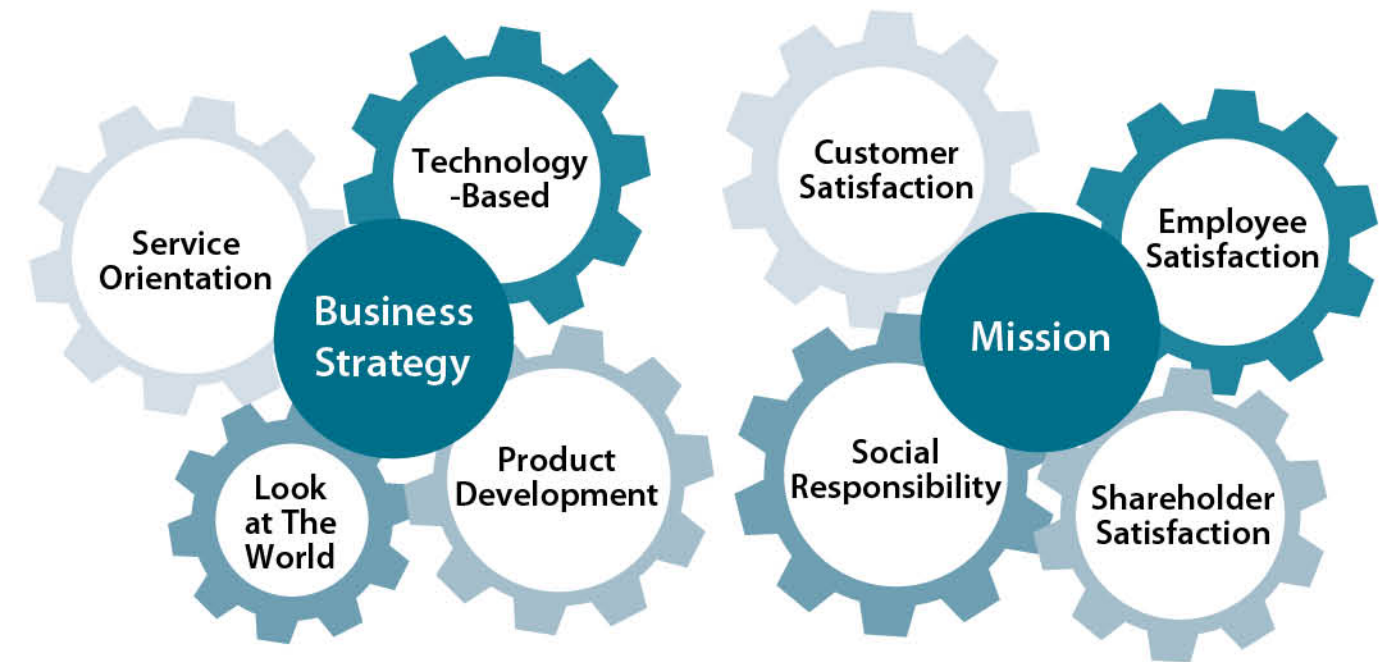 Technology
-Based
Service
Orientation
Business
Strategy
Product
Development
Look
at The
World
Customer
Satisfaction
Employee
Satisfaction
Mission
Social
Responsibility
Shareholder
Satisfaction